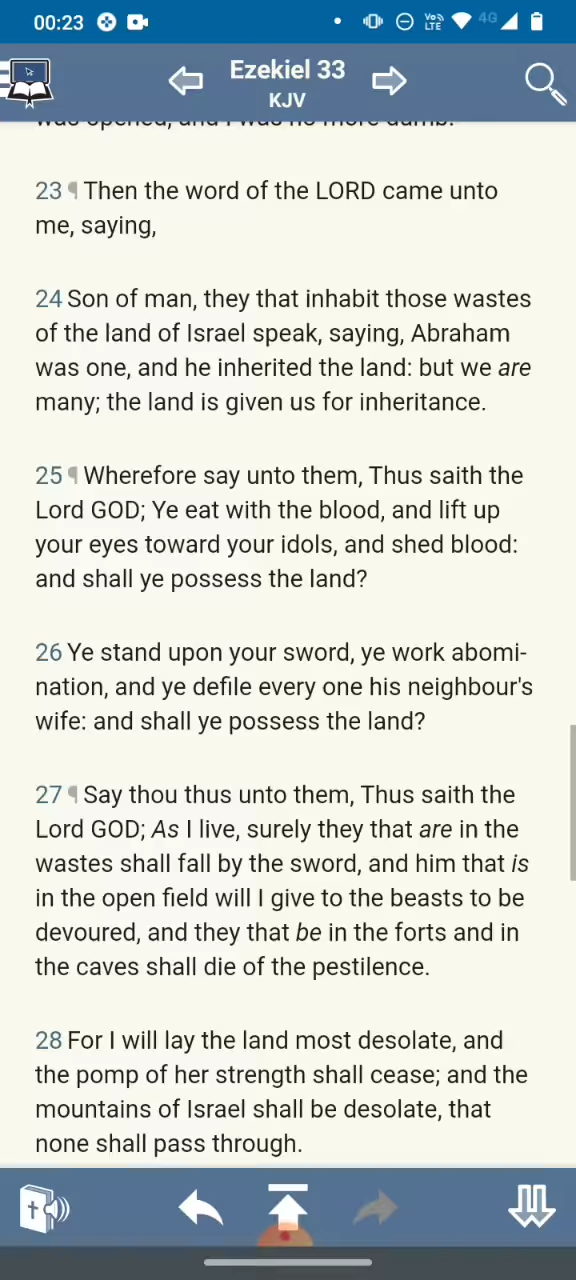 00:23
Vo)) LTE
4G
Ezekiel 33
KJV
was opened, and I was no more dumb.
23 ¶ Then the word of the LORD came unto
me, saying,
24 Son of man, they that inhabit those wastes
of the land of Israel speak, saying, Abraham
was one, and he inherited the land: but we are
many; the land is given us for inheritance.
25 ¶ Wherefore say unto them, Thus saith the
Lord GOD; Ye eat with the blood, and lift up
your eyes toward your idols, and shed blood:
and shall ye possess the land?
26 Ye stand upon your sword, ye work abomi-
nation, and ye defile every one his neighbour's
wife: and shall ye possess the land?
27 ¶ Say thou thus unto them, Thus saith the
Lord GOD; As I live, surely they that are in the
wastes shall fall by the sword, and him that is
in the open field will I give to the beasts to be
devoured, and they that be in the forts and in
the caves shall die of the pestilence.
28 For I will lay the land most desolate, and
the pomp of her strength shall cease; and the
mountains of Israel shall be desolate, that
none shall pass through.